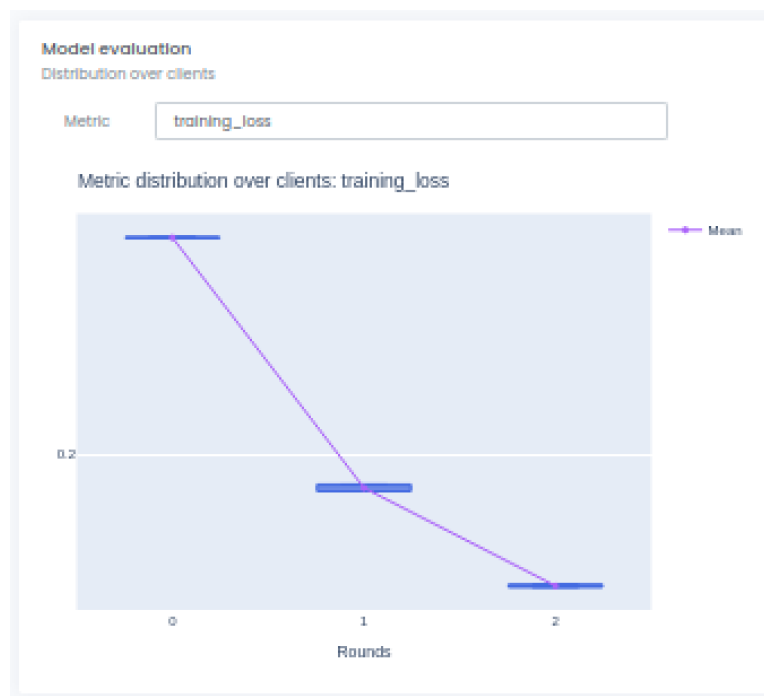 Model evaluation
Distribution over clients
Metric training_loss
Metric distribution over clients: training_loss
Mean
0.2
0 1 2
Rounds